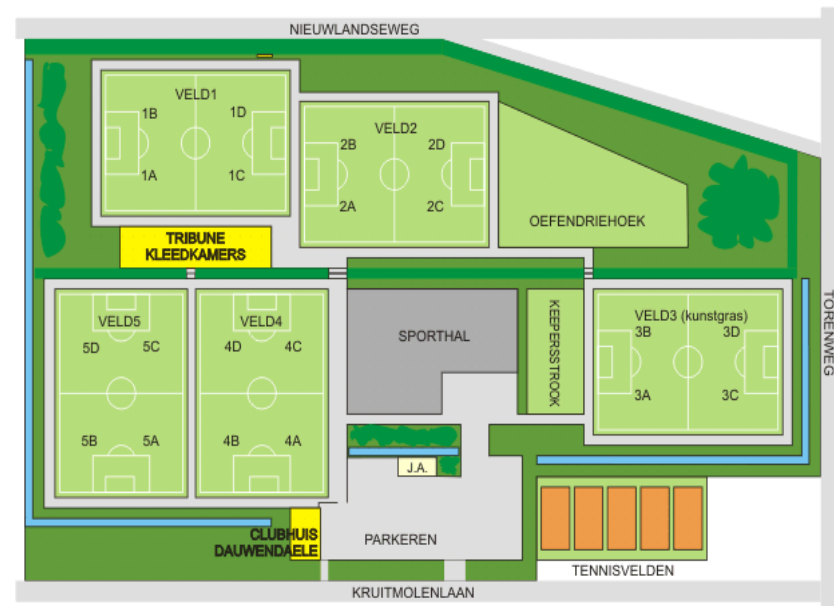 NIEUWLANDSEWEG
VELD1
1B
1D
1A
1C
VELD2
2B
2D
2A
2C
OEFENDRIEHOEK
TRIBUNE
KLEEDKAMERS
VELD5
5D
5C
5B
5A
VELD4
4D
4C
4B
4A
SPORTHAL
KEEPERSSTROOK
VELD3 (kunstgras)
3B
3D
3A
3C
TORENWEG
J.A.
CLUBHUIS
DAUWENDAELE
PARKEREN
TENNISVELDEN
KRUITMOLENLAAN